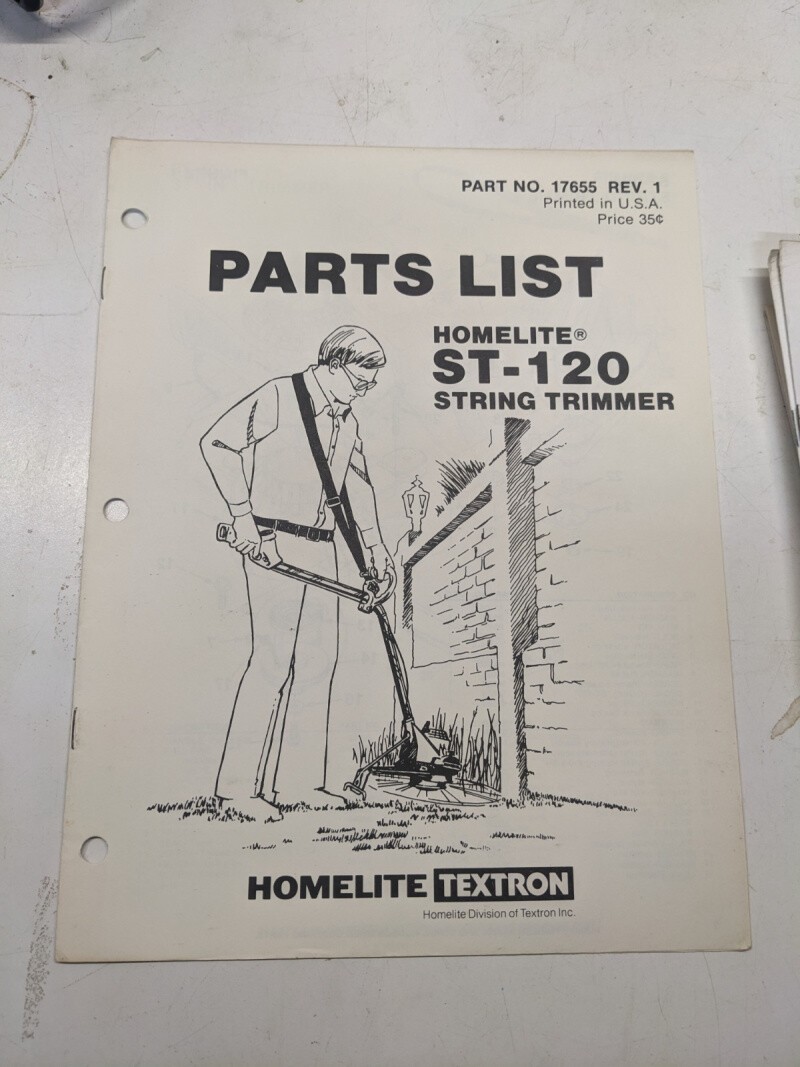 PART NO. 17655 REV. 1
Printed in U.S.A.
Price 35¢
PARTS LIST
HOMELITE®
ST-120
STRING TRIMMER
HOMELITE TEXTRON
Homelite Division of Textron Inc.